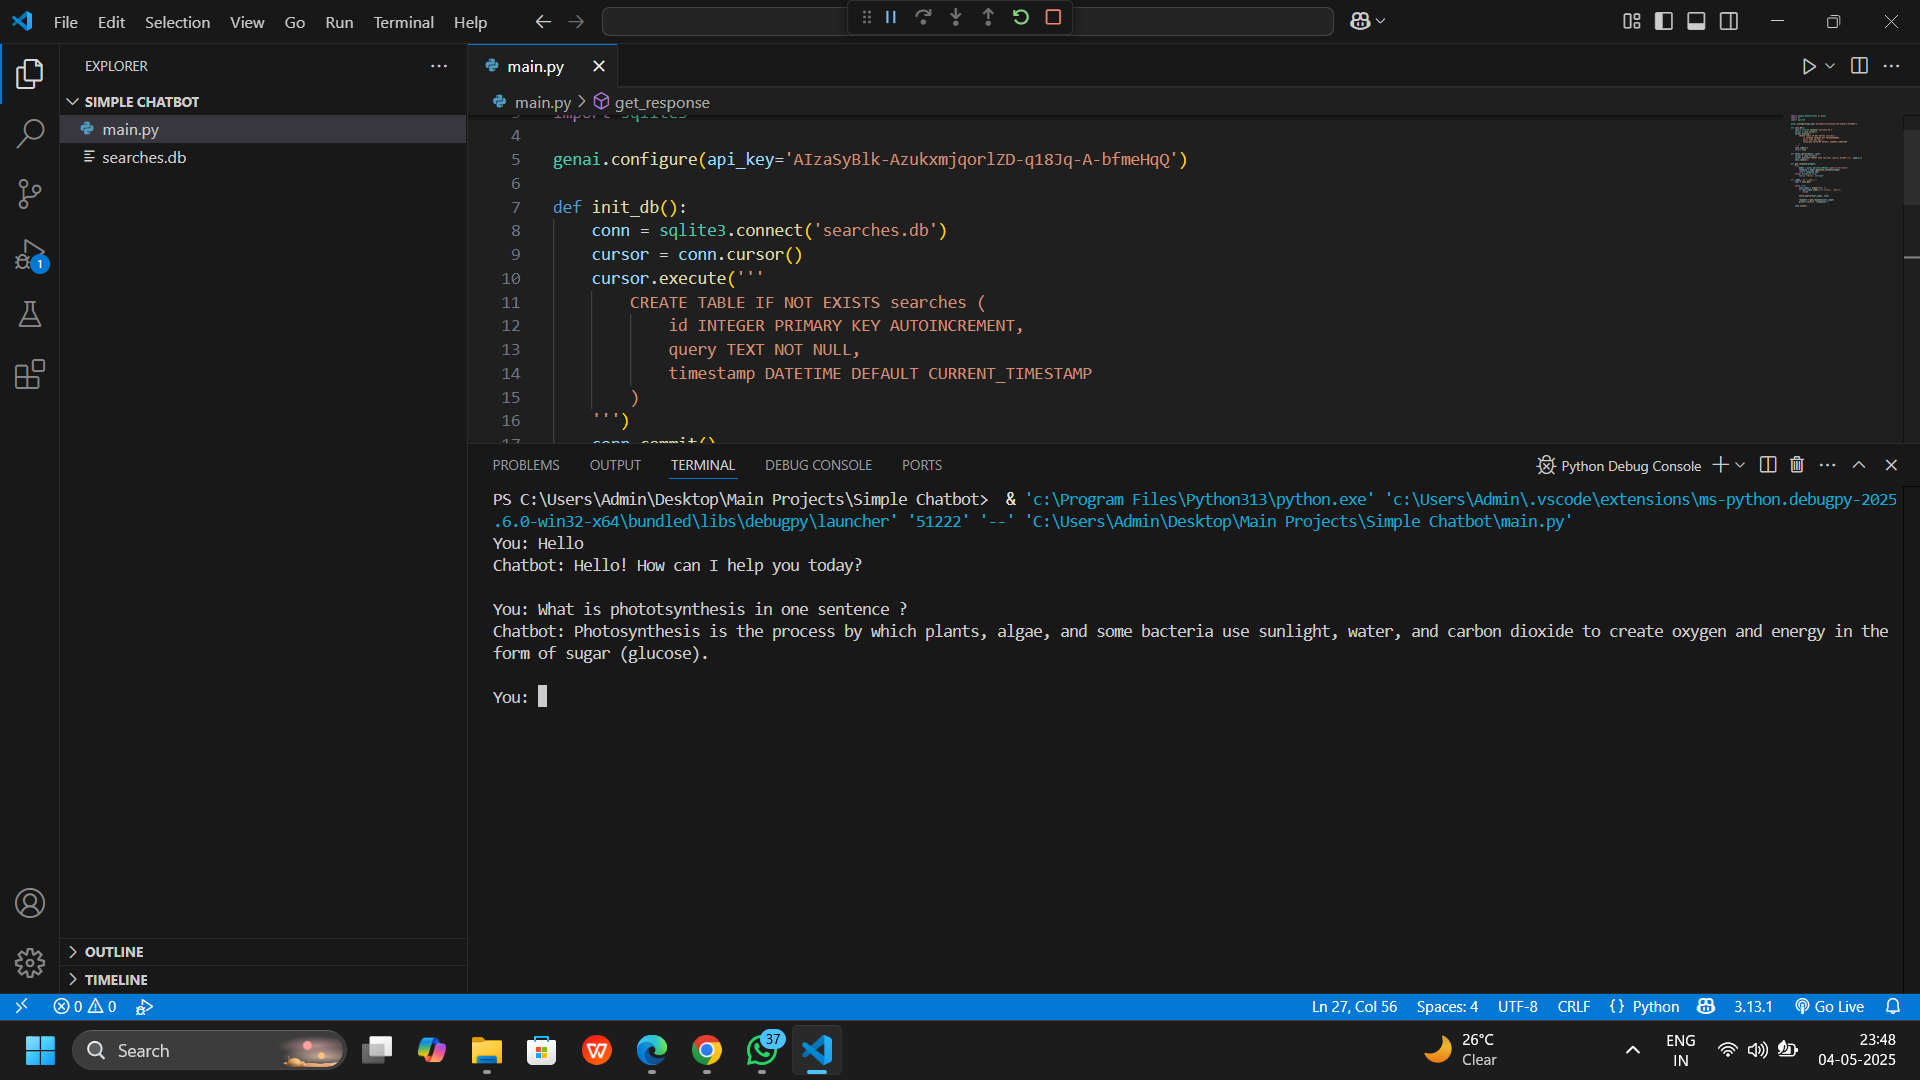 File Edit Selection View Go Run Terminal Help
EXPLORER
SIMPLE CHATBOT
main.py
searches.db
OUTLINE
TIMELINE
main.py
main.py > get_response
3 import sqlite3
4
5 genai.configure(api_key='AIzaSyBlk-AzukxmjqorlZD-q18Jq-A-bfmeHqQ')
6
7 def init_db():
8 conn = sqlite3.connect('searches.db')
9 cursor = conn.cursor()
10 cursor.execute('''
11 CREATE TABLE IF NOT EXISTS searches (
12 id INTEGER PRIMARY KEY AUTOINCREMENT,
13 query TEXT NOT NULL,
14 timestamp DATETIME DEFAULT CURRENT_TIMESTAMP
15 )
16 ''')
17 conn.commit()
PROBLEMS OUTPUT TERMINAL DEBUG CONSOLE PORTS
Python Debug Console
PS C:\Users\Admin\Desktop\Main Projects\Simple Chatbot> & 'c:\Program Files\Python313\python.exe' 'c:\Users\Admin\.vscode\extensions\ms-python.debugpy-2025
.6.0-win32-x64\bundled\libs\debugpy\launcher' '51222' '--' 'C:\Users\Admin\Desktop\Main Projects\Simple Chatbot\main.py'
You: Hello
Chatbot: Hello! How can I help you today?
You: What is phototsynthesis in one sentence ?
Chatbot: Photosynthesis is the process by which plants, algae, and some bacteria use sunlight, water, and carbon dioxide to create oxygen and energy in the
form of sugar (glucose).
You:
1
0 0
Ln 27, Col 56 Spaces: 4 UTF-8 CRLF {} Python 3.13.1 Go Live
Search
37
26°C
Clear
ENG
IN
23:48
04-05-2025